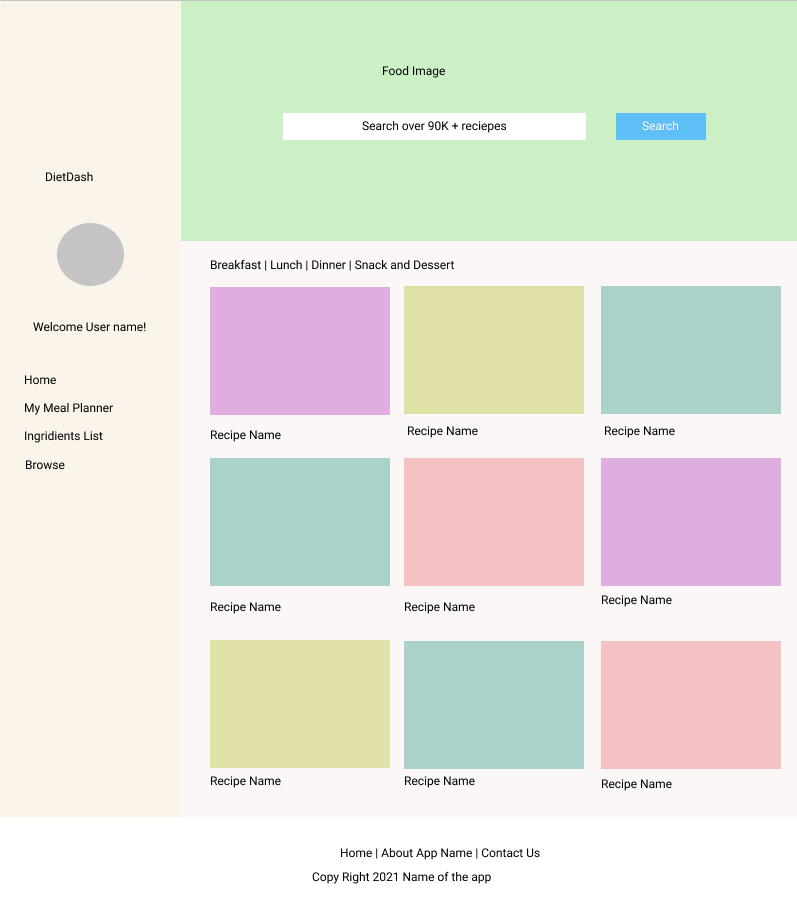 DietDash
Welcome User name!
Home
My Meal Planner
Ingridients List
Browse
Food Image
Search over 90K + reciepes
Search
Breakfast | Lunch | Dinner | Snack and Dessert
Recipe Name
Recipe Name
Recipe Name
Recipe Name
Recipe Name
Recipe Name
Recipe Name
Recipe Name
Recipe Name
Home | About App Name | Contact Us
Copy Right 2021 Name of the app